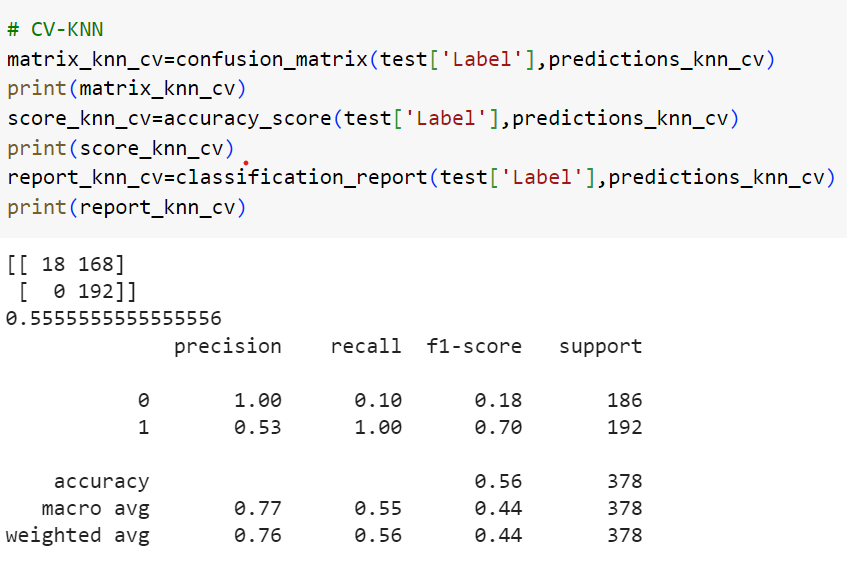 # CV-KNN
matrix_knn_cv=confusion_matrix(test['Label'],predictions_knn_cv)
print(matrix_knn_cv)
score_knn_cv=accuracy_score(test['Label'],predictions_knn_cv)
print(score_knn_cv)
report_knn_cv=classification_report(test['Label'],predictions_knn_cv)
print(report_knn_cv)
[[ 18 168]
 [  0 192]]
0.5555555555555556
              precision    recall  f1-score   support
           0       1.00      0.10      0.18       186
           1       0.53      1.00      0.70       192
    accuracy                           0.56       378
   macro avg       0.77      0.55      0.44       378
weighted avg       0.76      0.56      0.44       378